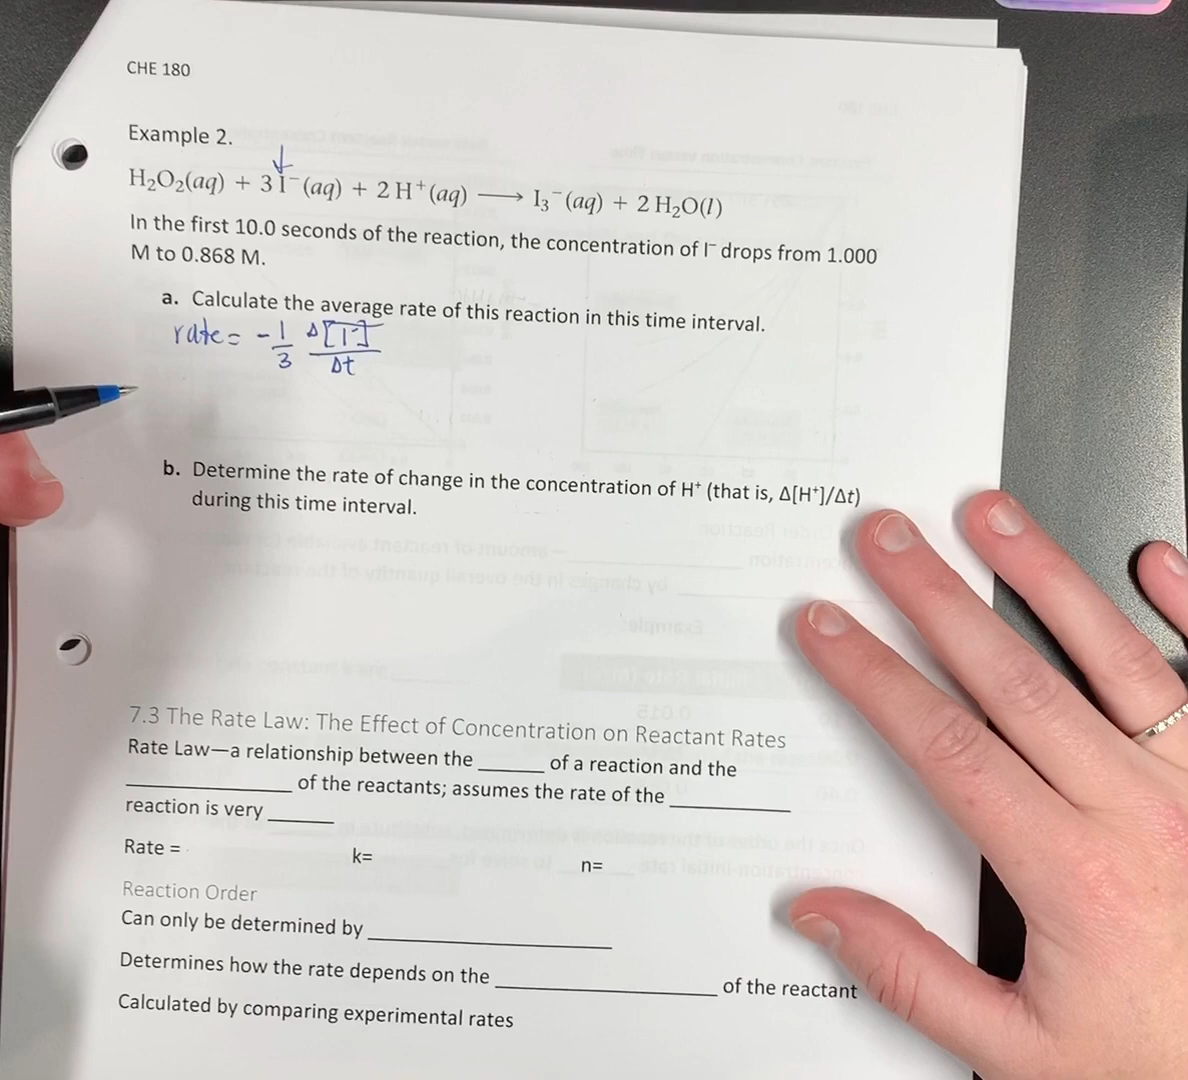 CHE 180
Example 2.
H₂O₂(aq) + 3 I⁻(aq) + 2 H⁺(aq) ⟶ I₃⁻(aq) + 2 H₂O(l)
In the first 10.0 seconds of the reaction, the concentration of I⁻ drops from 1.000
M to 0.868 M.
a. Calculate the average rate of this reaction in this time interval.
rate = -1/3 Δ[I⁻]/Δt
b. Determine the rate of change in the concentration of H⁺ (that is, Δ[H⁺]/Δt)
during this time interval.
7.3 The Rate Law: The Effect of Concentration on Reactant Rates
Rate Law—a relationship between the ______ of a reaction and the
_______________ of the reactants; assumes the rate of the ___________
reaction is very ______
Rate = k= n=
Reaction Order
Can only be determined by ______________________
Determines how the rate depends on the ____________________ of the reactant
Calculated by comparing experimental rates